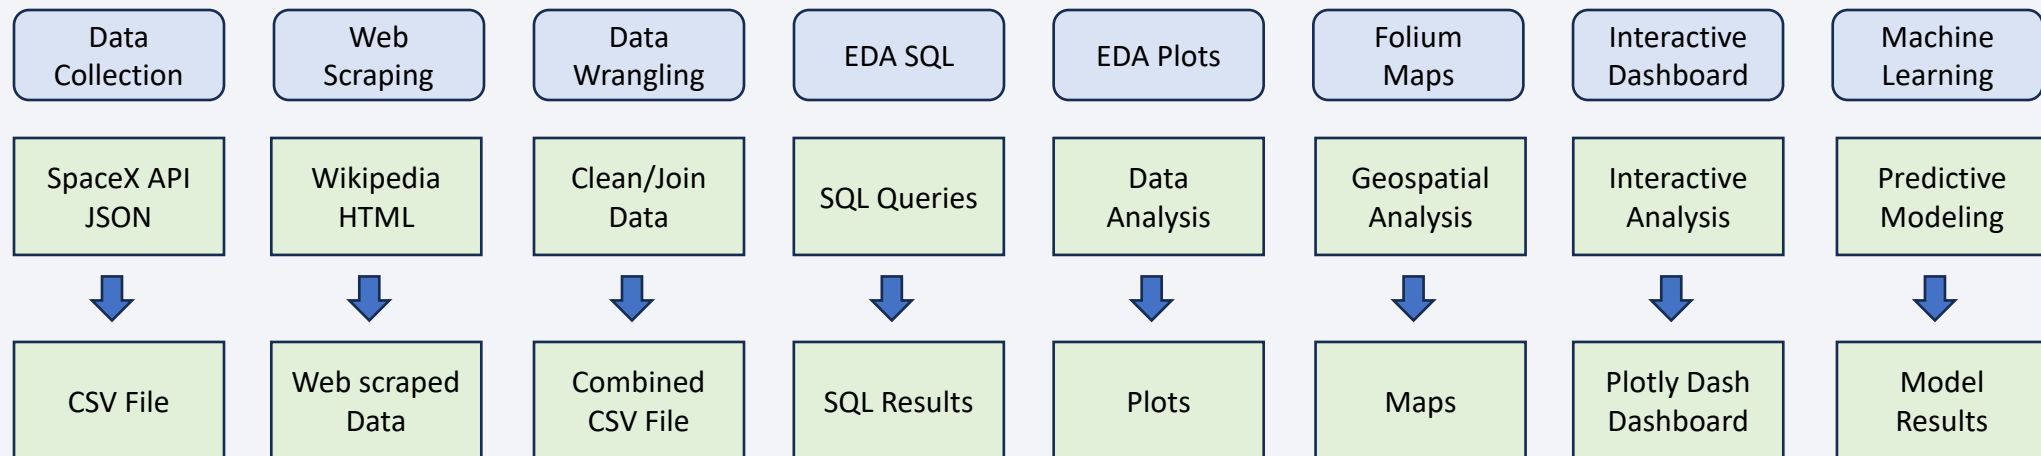 Data
Collection
Web
Scraping
Data
Wrangling
EDA SQL
EDA Plots
Folium
Maps
Interactive
Dashboard
Machine
Learning
SpaceX API
JSON
Wikipedia
HTML
Clean/Join
Data
SQL Queries
Data
Analysis
Geospatial
Analysis
Interactive
Analysis
Predictive
Modeling
CSV File
Web scraped
Data
Combined
CSV File
SQL Results
Plots
Maps
Plotly Dash
Dashboard
Model
Results